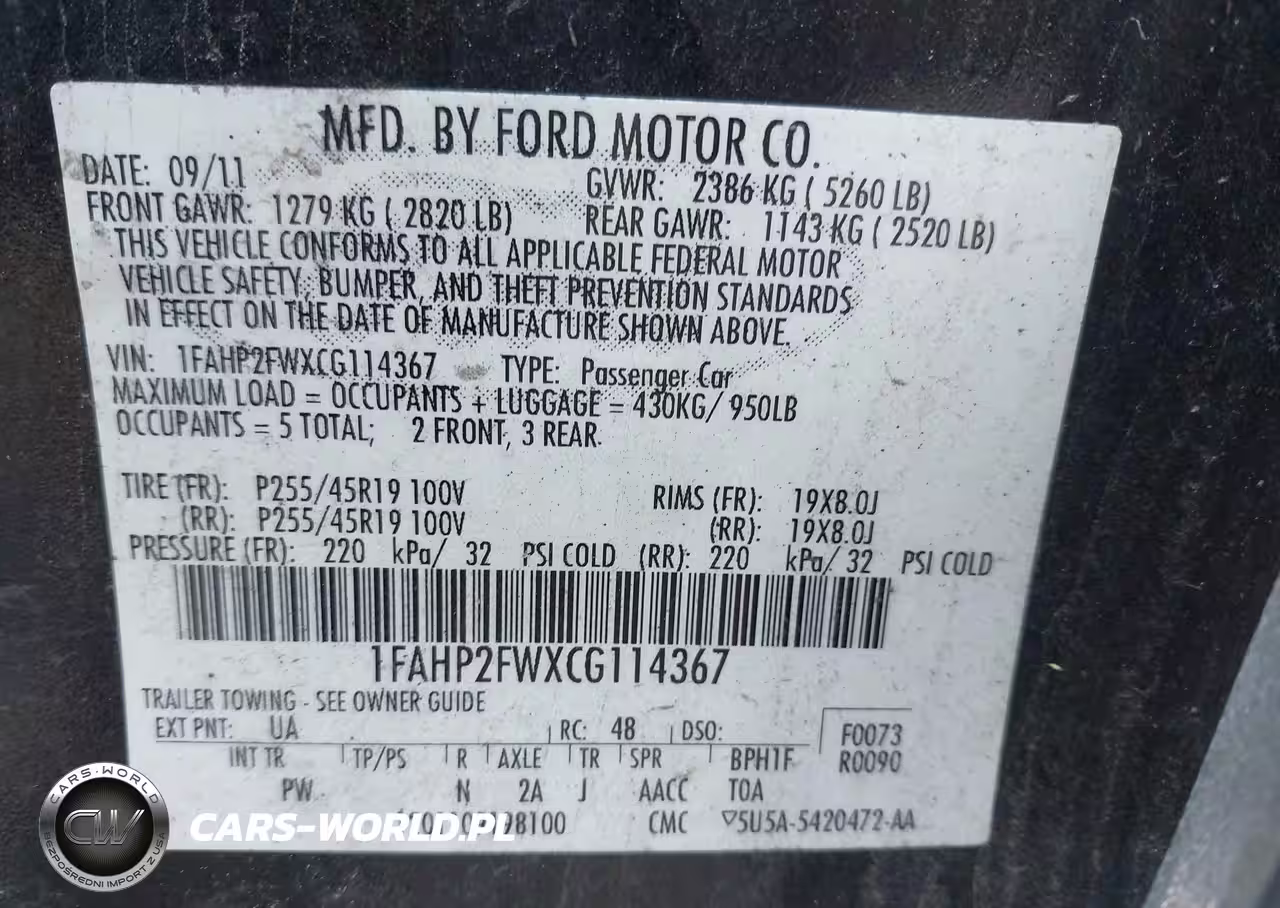 MFD. BY FORD MOTOR CO.
DATE: 09/11 GVWR: 2386 KG ( 5260 LB)
FRONT GAWR: 1279 KG ( 2820 LB) REAR GAWR: 1143 KG ( 2520 LB)
THIS VEHICLE CONFORMS TO ALL APPLICABLE FEDERAL MOTOR
VEHICLE SAFETY, BUMPER, AND THEFT PREVENTION STANDARDS
IN EFFECT ON THE DATE OF MANUFACTURE SHOWN ABOVE.
VIN: 1FAHP2FWXCG114367 TYPE: Passenger Car
MAXIMUM LOAD = OCCUPANTS + LUGGAGE = 430KG/ 950LB
OCCUPANTS = 5 TOTAL; 2 FRONT, 3 REAR.
TIRE (FR): P255/45R19 100V RIMS (FR): 19X8.0J
(RR): P255/45R19 100V (RR): 19X8.0J
PRESSURE (FR): 220 kPa/ 32 PSI COLD (RR): 220 kPa/ 32 PSI COLD
1FAHP2FWXCG114367
TRAILER TOWING - SEE OWNER GUIDE
EXT PNT: UA RC: 48 DSO: F0073
INT TR TP/PS R AXLE TR SPR BPH1F R0090
PW N 2A J AACC TOA
98100 CMC ▽5U5A-5420472-AA
CARS-WORLD
CW
BEZPOŚREDNI IMPORT Z USA
CARS-WORLD.PL